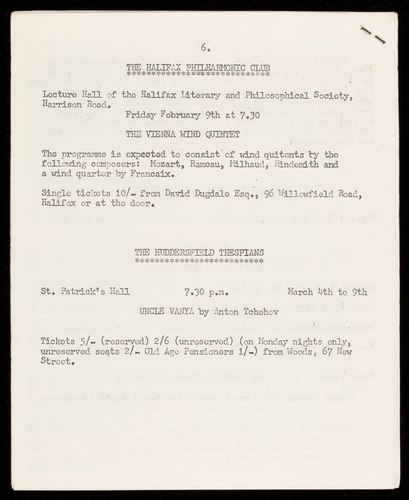 6.
THE HALIFAX PHILHARMONIC CLUB
******************************
Lecture Hall of the Halifax Literary and Philosophical Society,
Harrison Road.
Friday February 9th at 7.30
THE VIENNA WIND QUINTET
The programme is expected to consist of wind quitents by the
following composers: Mozart, Rameau, Milhaud, Hindemith and
a wind quarter by Francaix.
Single tickets 10/- from David Dugdale Esq., 96 Willowfield Road,
Halifax or at the door.
THE HUDDERSFIELD THESPIANS
***************************
St. Patrick's Hall 7.30 p.m. March 4th to 9th
UNCLE VANYA by Anton Tchehov
Tickets 5/- (reserved) 2/6 (unreserved) (on Monday nights only,
unreserved seats 2/- Old Age Pensioners 1/-) from Woods, 67 New
Street.